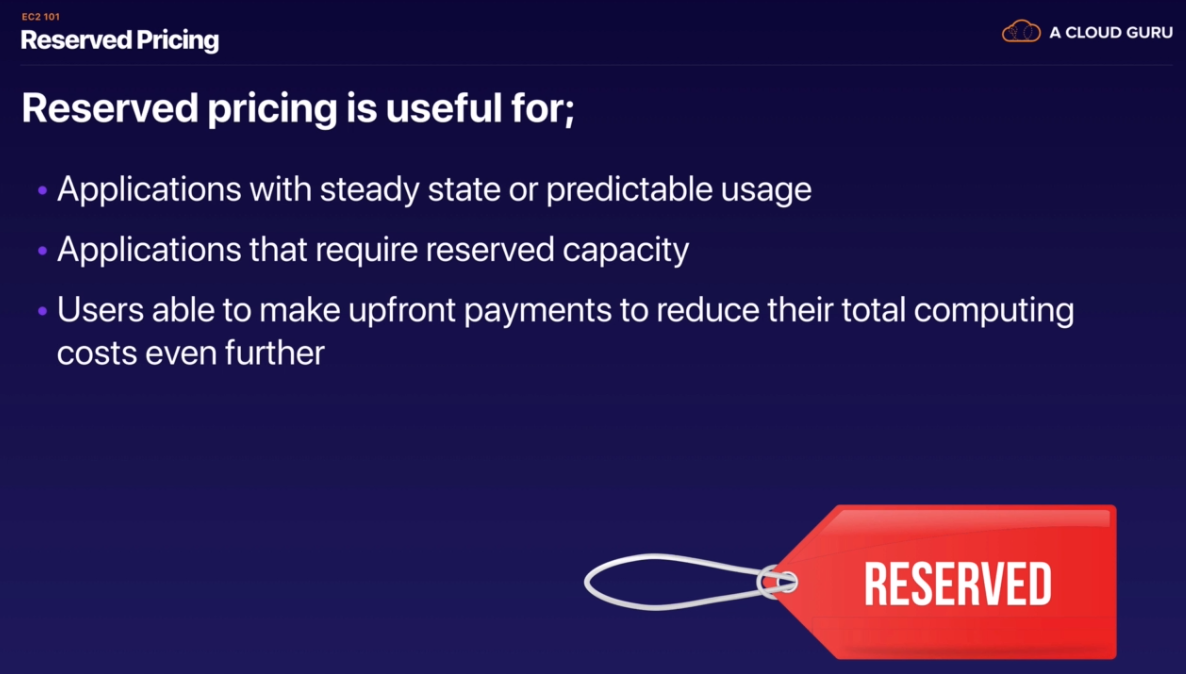 EC2 101
Reserved Pricing
A CLOUD GURU
Reserved pricing is useful for;
• Applications with steady state or predictable usage
• Applications that require reserved capacity
• Users able to make upfront payments to reduce their total computing
costs even further
RESERVED